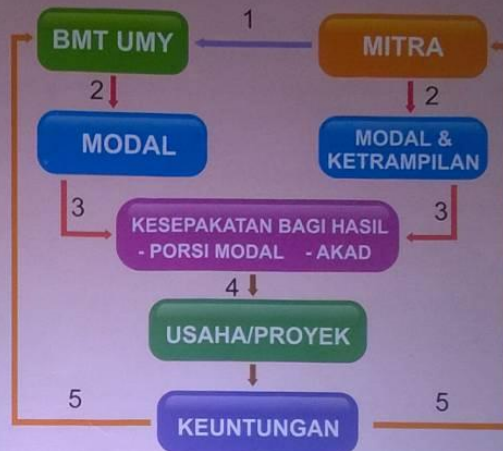 1
BMT UMY
MITRA
2
2
MODAL
MODAL &
KETRAMPILAN
3
3
KESEPAKATAN BAGI HASIL
- PORSI MODAL - AKAD
4
USAHA/PROYEK
5
5
KEUNTUNGAN